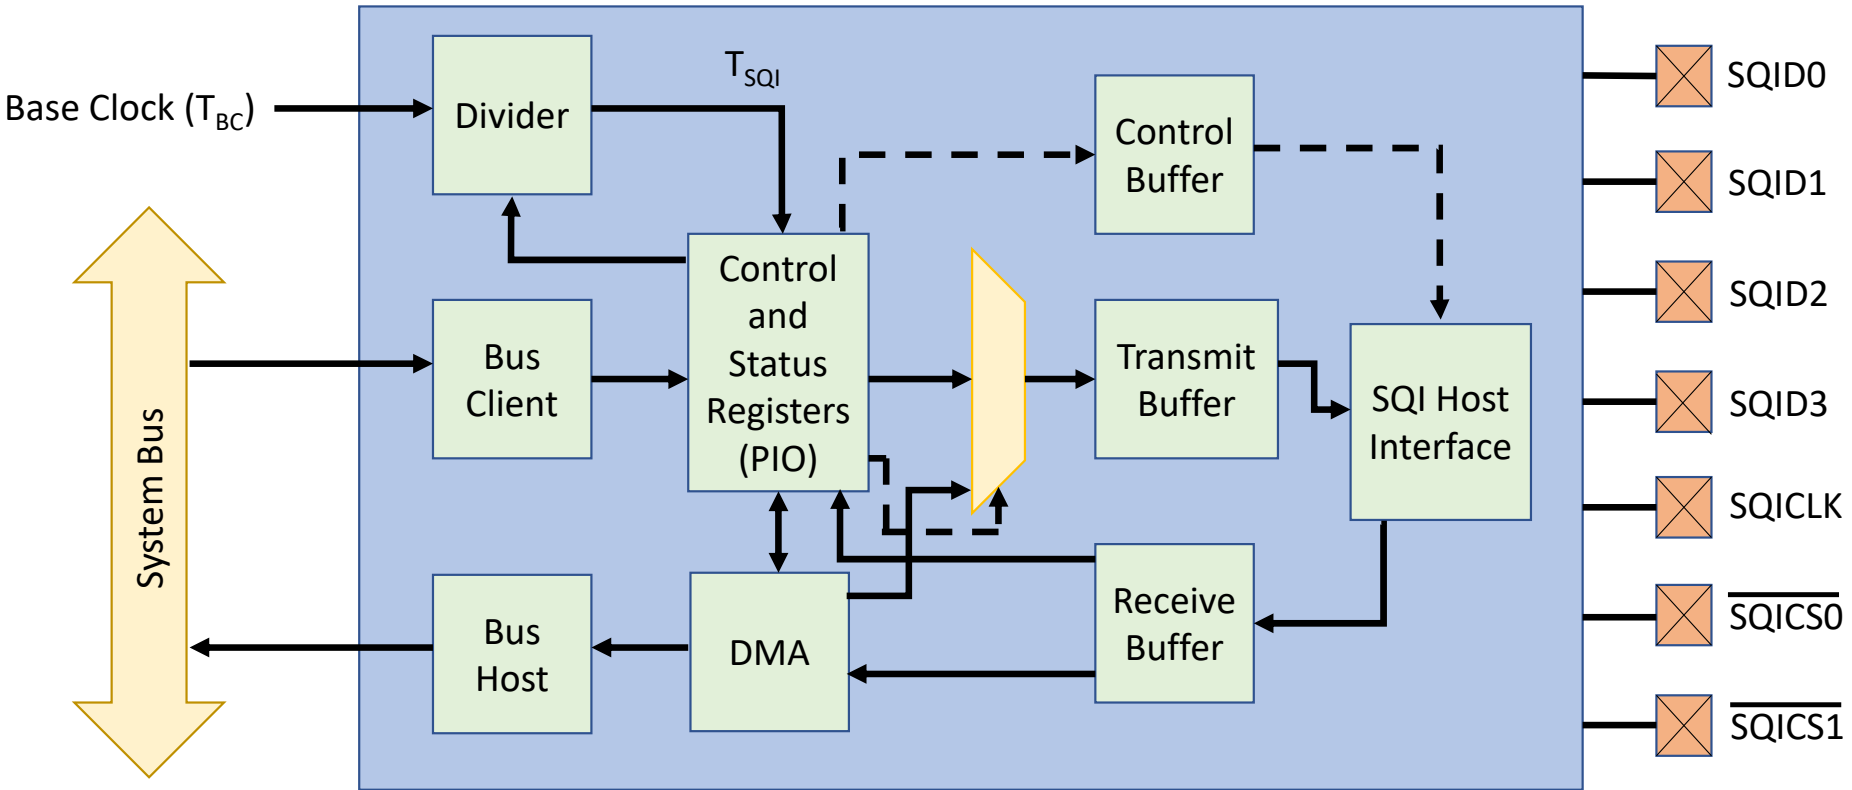 Base Clock (T_BC)
Divider
T_SQI
Control
Buffer
Control
and
Status
Registers
(PIO)
Bus
Client
Transmit
Buffer
SQI Host
Interface
System Bus
Bus
Host
DMA
Receive
Buffer
SQID0
SQID1
SQID2
SQID3
SQICLK
SQICS0
SQICS1